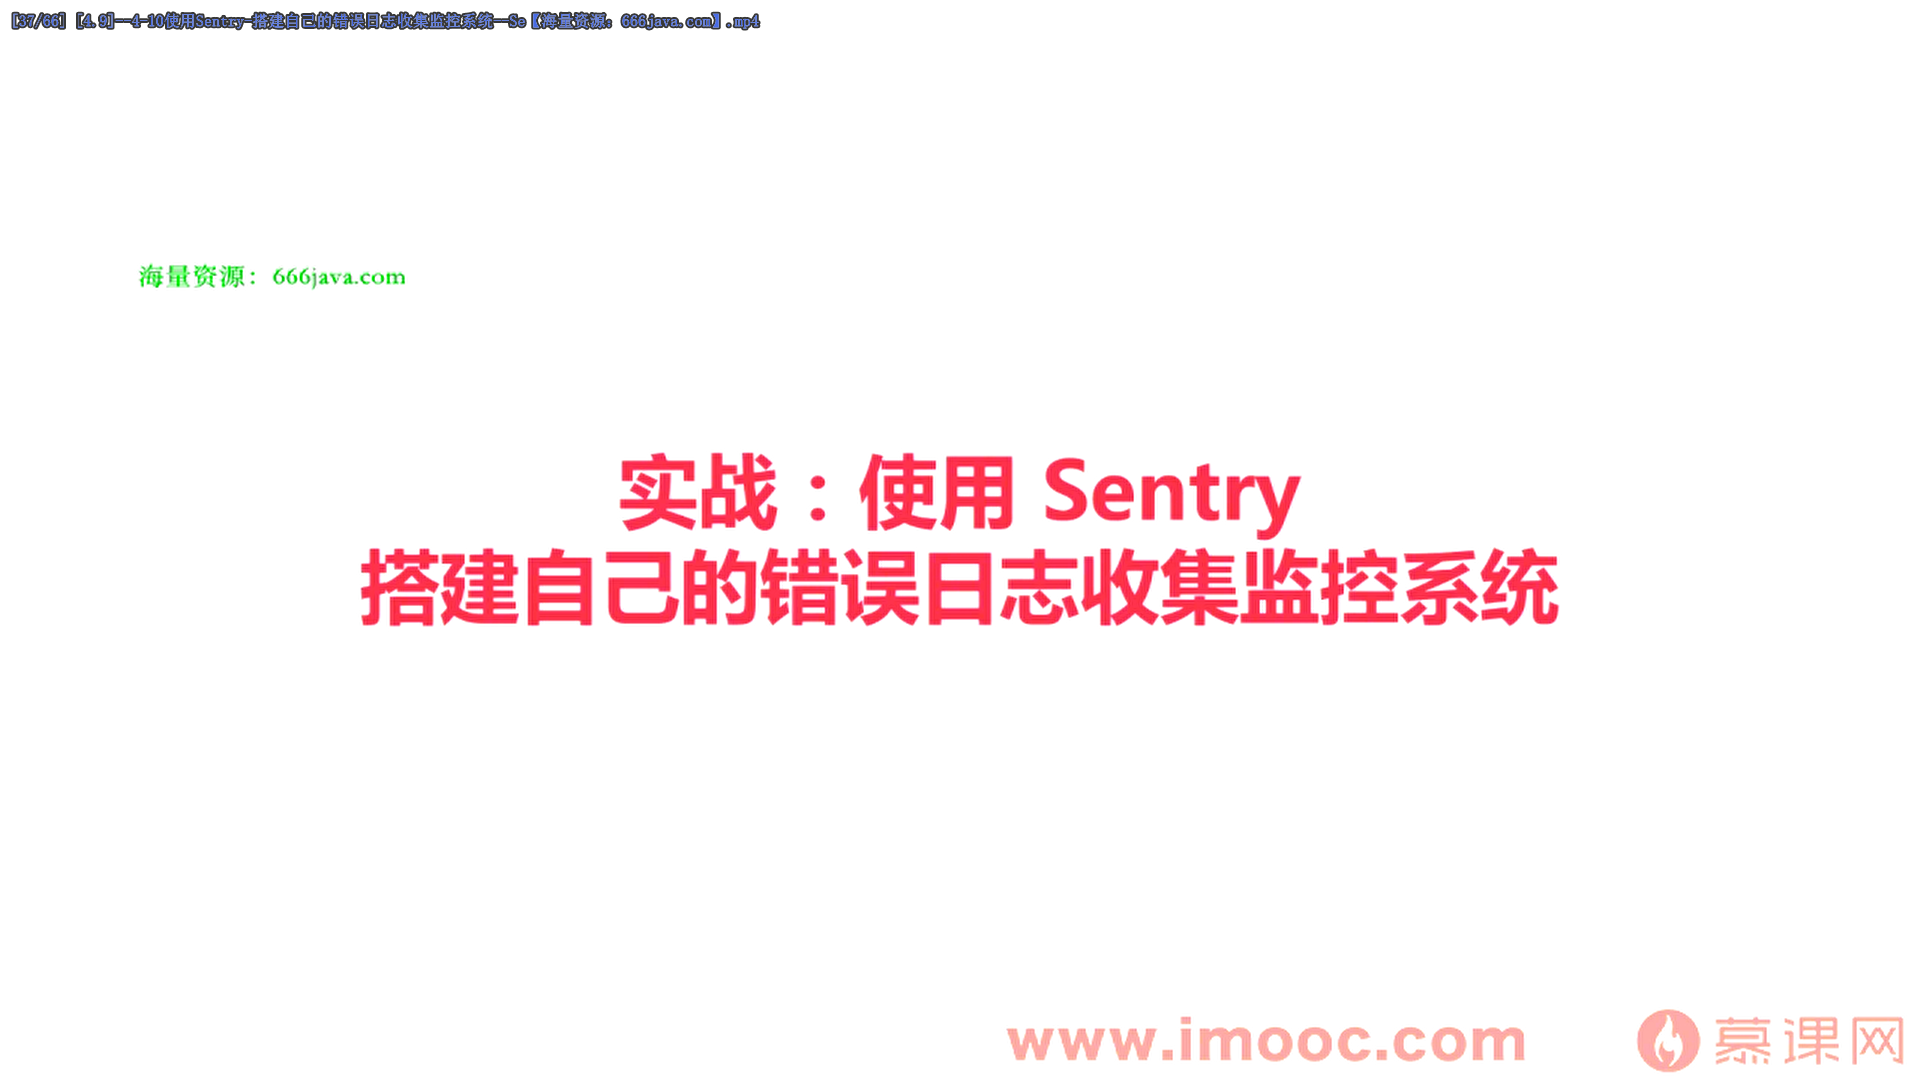 [37/66] [4.9]--4-10使用Sentry-搭建自己的错误日志收集监控系统--Se【海量资源：666java.com】.mp4
海量资源：666java.com
实战：使用 Sentry
搭建自己的错误日志收集监控系统
www.imooc.com 慕课网